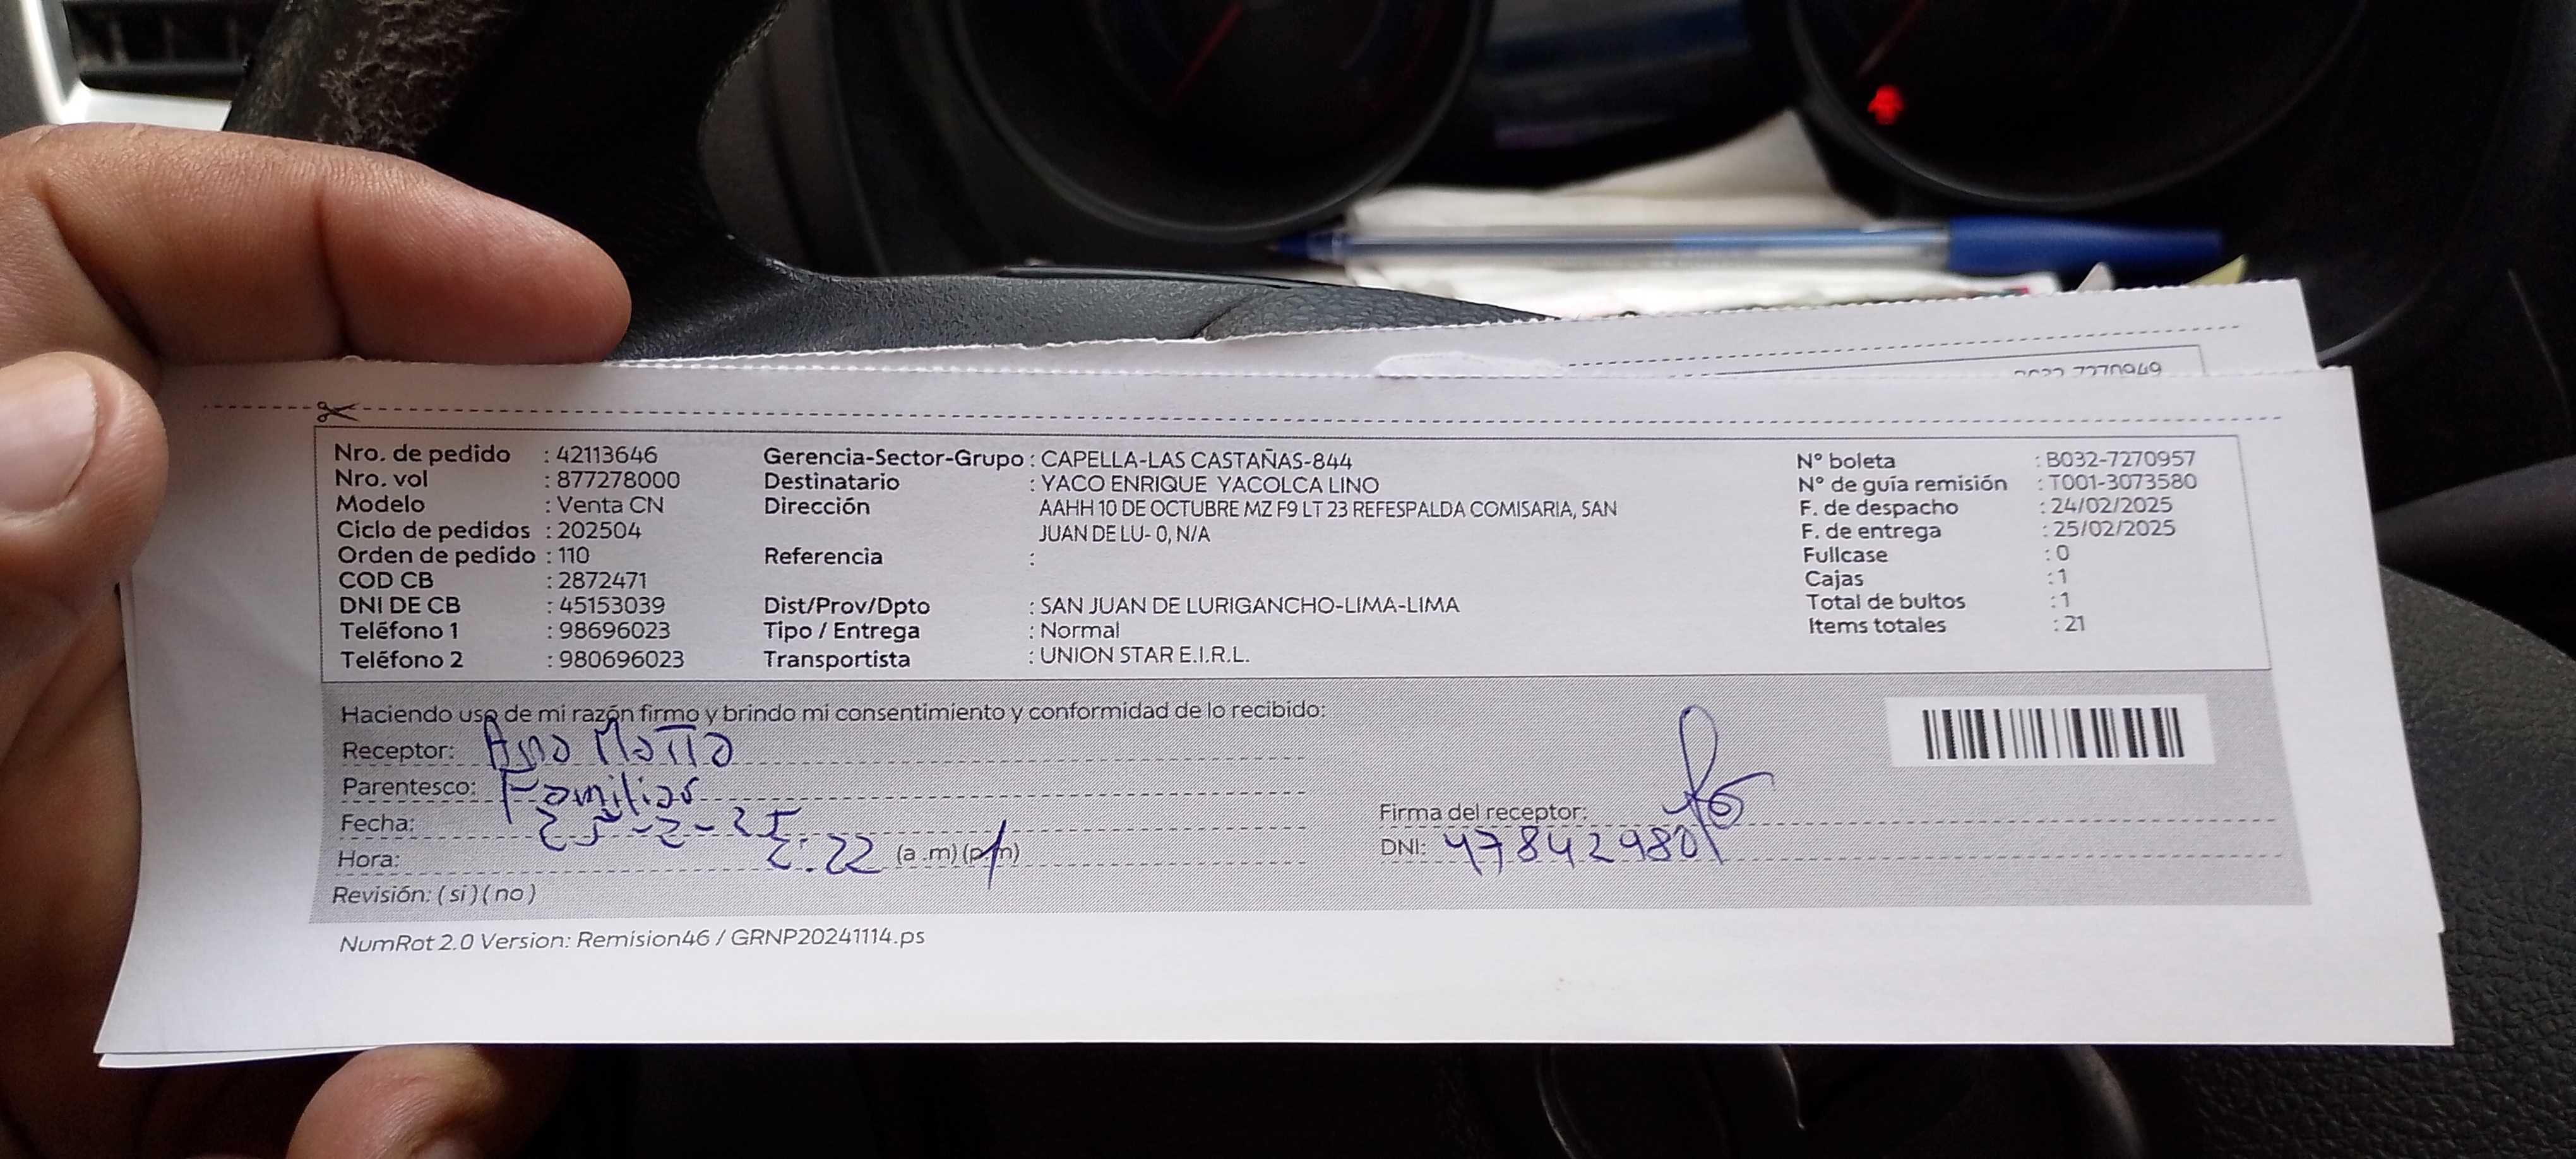 2032-7270949
Nro. de pedido : 42113646
Nro. vol : 877278000
Modelo : Venta CN
Ciclo de pedidos : 202504
Orden de pedido : 110
COD CB : 2872471
DNI DE CB : 45153039
Teléfono 1 : 98696023
Teléfono 2 : 980696023
Gerencia-Sector-Grupo : CAPELLA-LAS CASTAÑAS-844
Destinatario : YACO ENRIQUE YACOLCA LINO
Dirección : AAHH 10 DE OCTUBRE MZ F9 LT 23 REFESPALDA COMISARIA, SAN
JUAN DE LU- 0, N/A
Referencia :
Dist/Prov/Dpto : SAN JUAN DE LURIGANCHO-LIMA-LIMA
Tipo / Entrega : Normal
Transportista : UNION STAR E.I.R.L.
N° boleta : B032-7270957
N° de guía remisión : T001-3073580
F. de despacho : 24/02/2025
F. de entrega : 25/02/2025
Fullcase : 0
Cajas : 1
Total de bultos : 1
Items totales : 21
Haciendo uso de mi razón firmo y brindo mi consentimiento y conformidad de lo recibido:
Receptor:
Parentesco: Familiar
Fecha: 25-2-25
Hora: 2:22 (a.m)(p.m)
Revisión: (si)(no)
Firma del receptor:
DNI: 47842980
NumRot 2.0 Version: Remision46 / GRNP20241114.ps